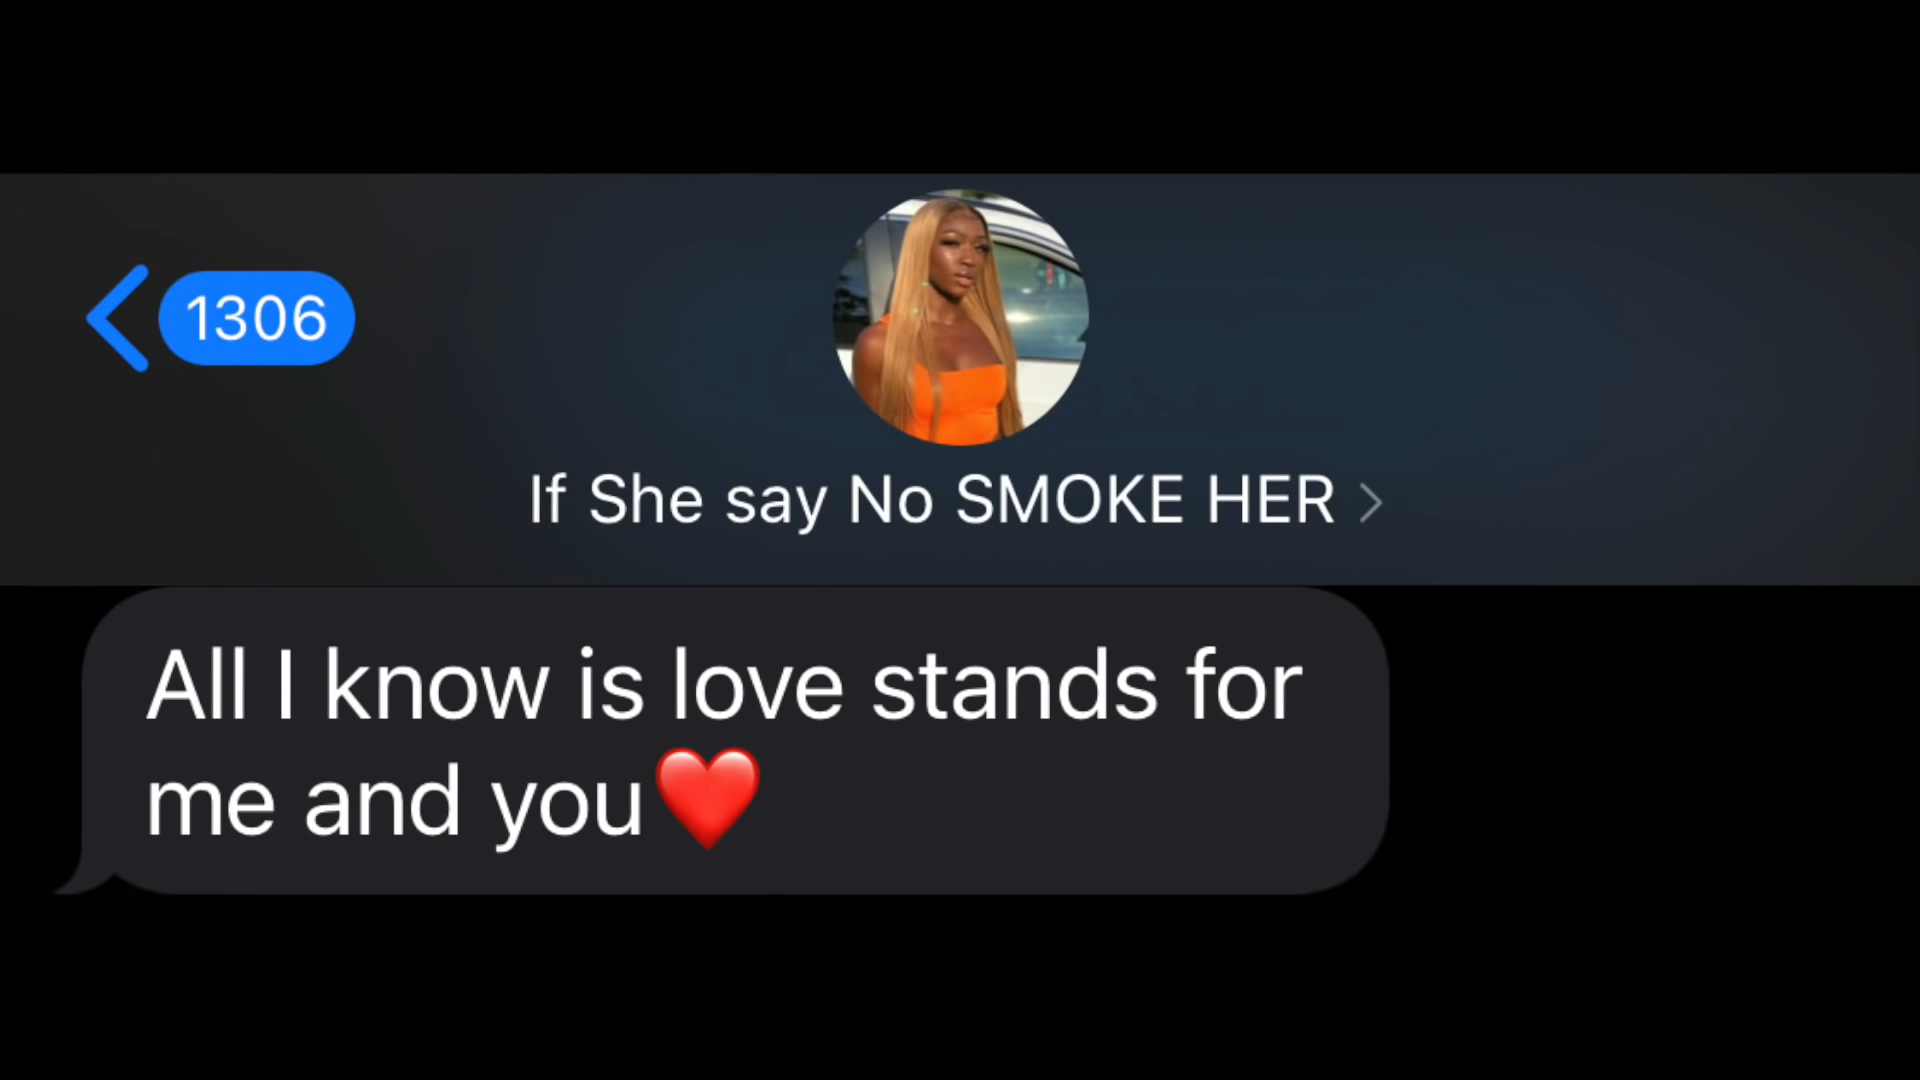 1306
If She say No SMOKE HER
All I know is love stands for
me and you❤️